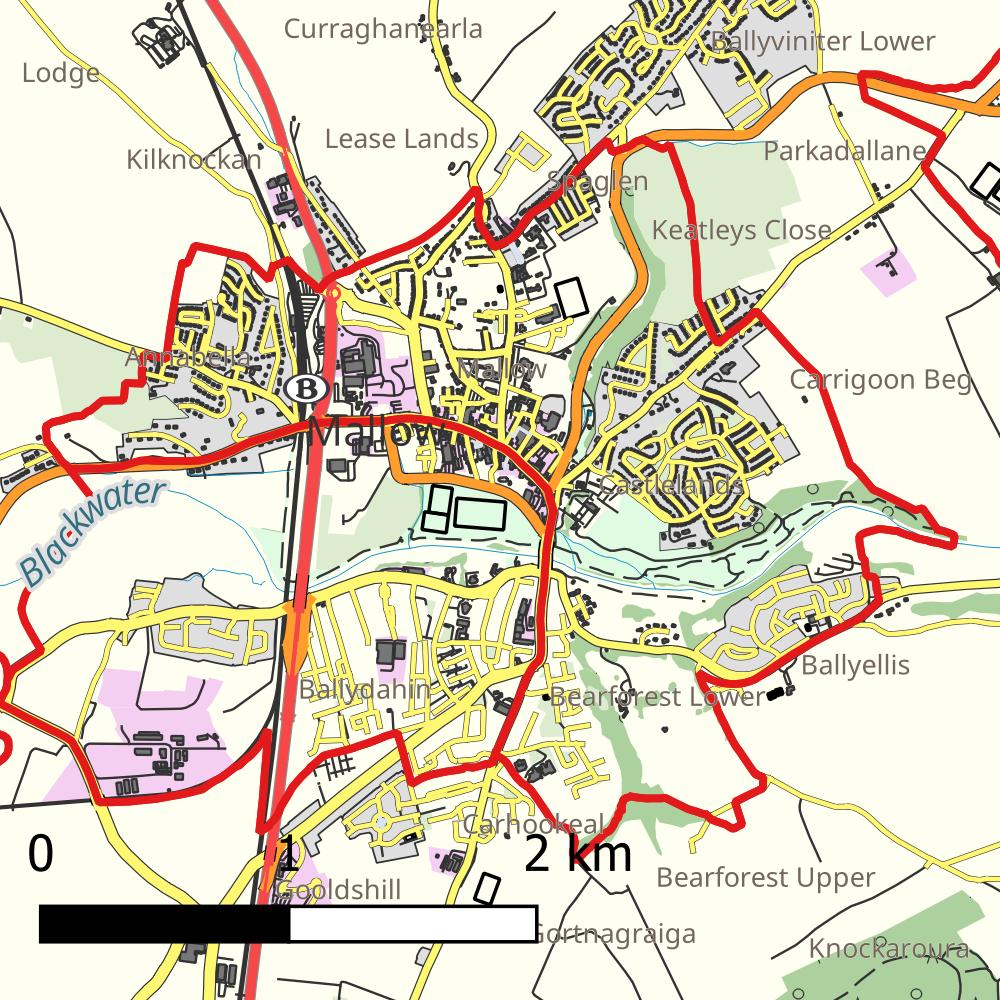 Curraghanearla
Ballyviniter Lower
Lodge
Lease Lands
Kilknockan
Parkadallane
Spaglen
Keatleys Close
Annabella
Mallow
Carrigoon Beg
B
Mallow
Castlelands
Blackwater
Ballyellis
Ballydahin
Bearforest Lower
Carhookeal
0
1
2 km
Bearforest Upper
Gooldshill
Gortnagraiga
Knockaroura